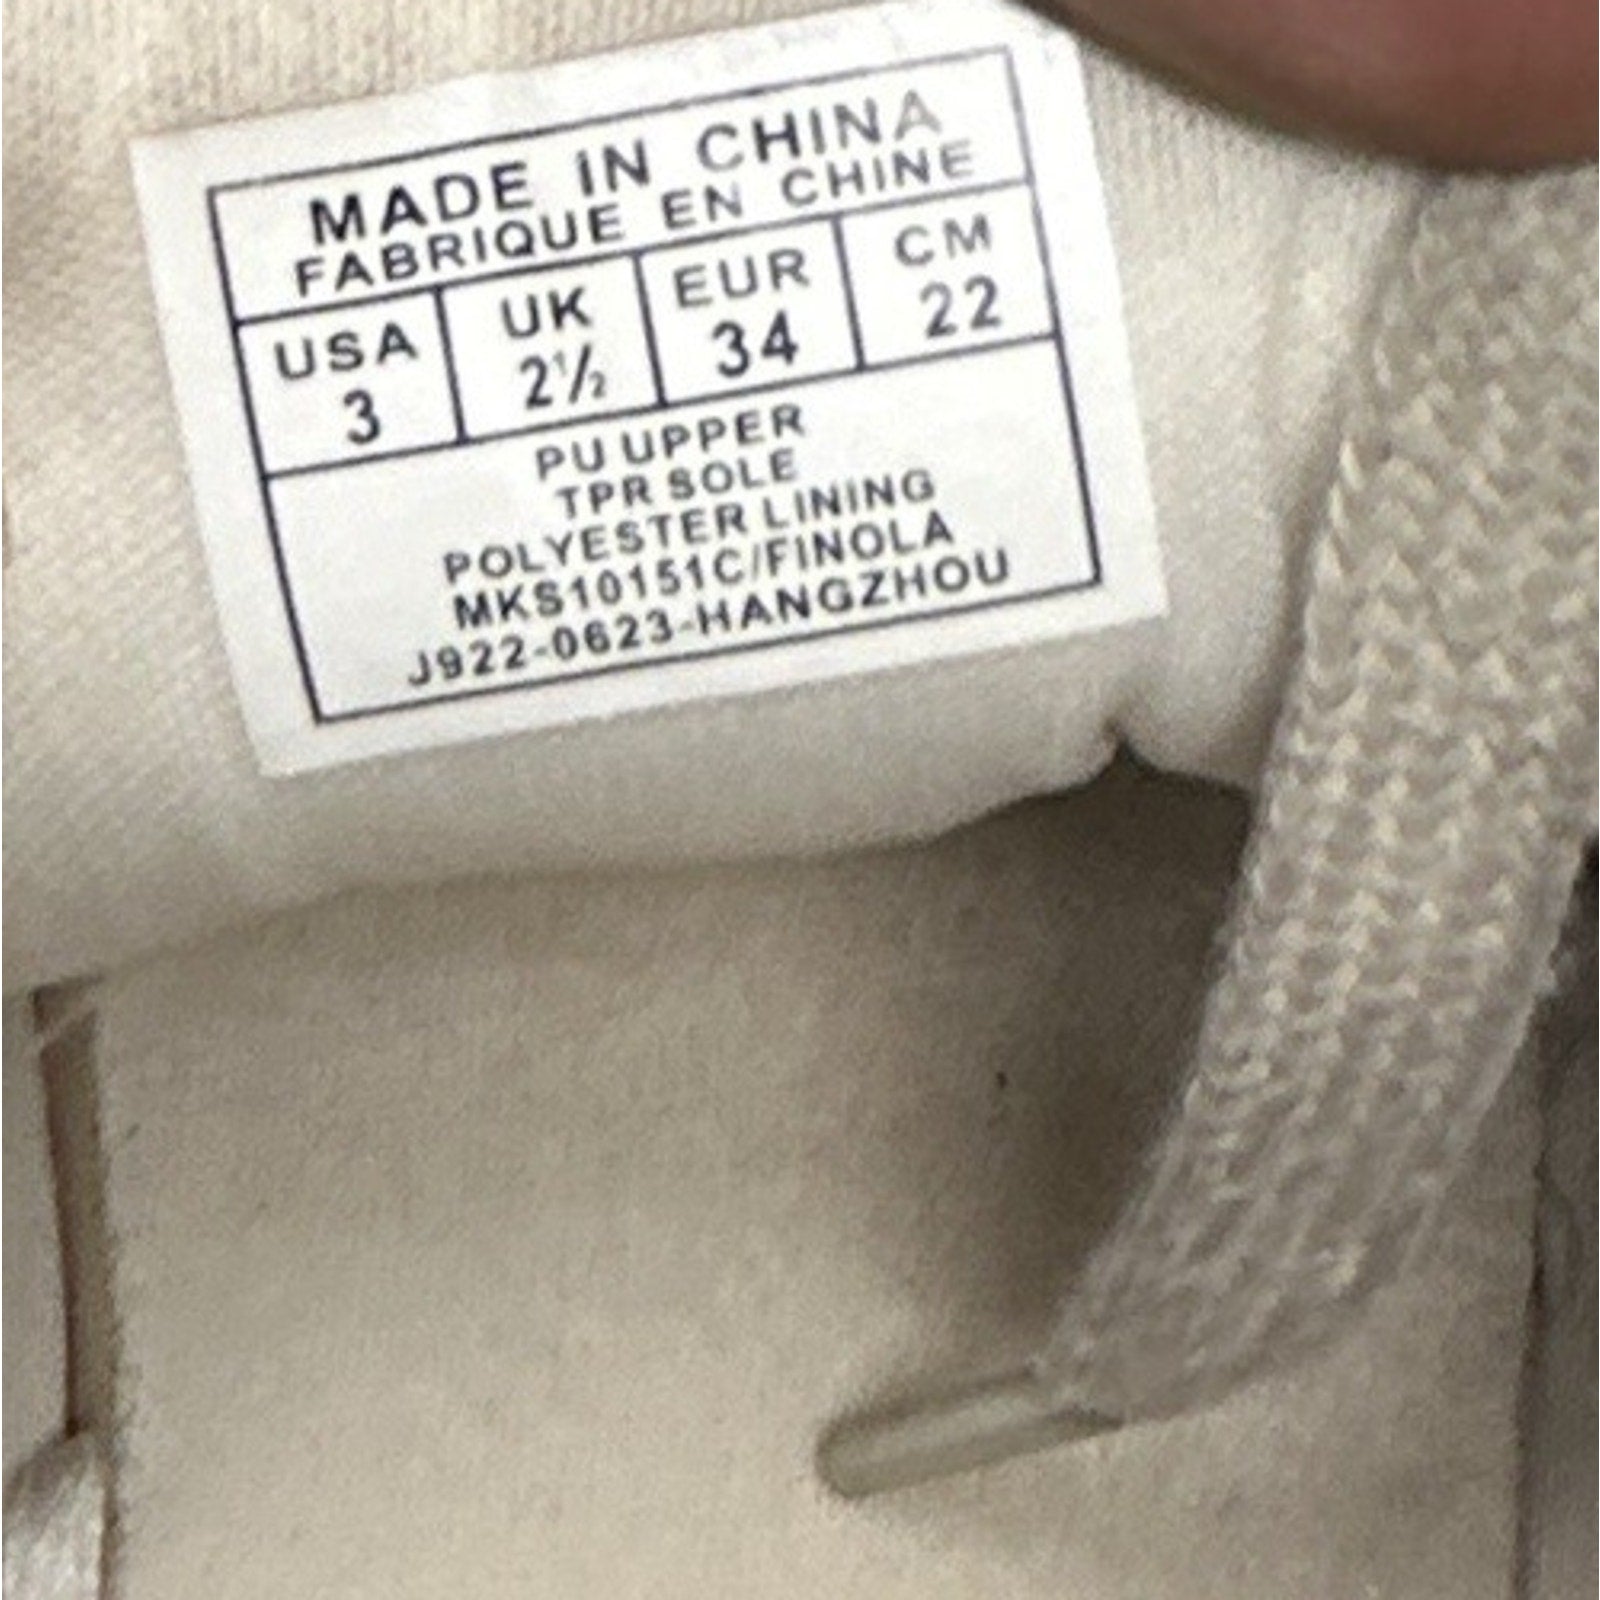 MADE IN CHINA
FABRIQUE EN CHINE
USA UK EUR CM
3 2½ 34 22
PU UPPER
TPR SOLE
POLYESTER LINING
MKS10151C/FINOLA
J922-0623-HANGZHOU